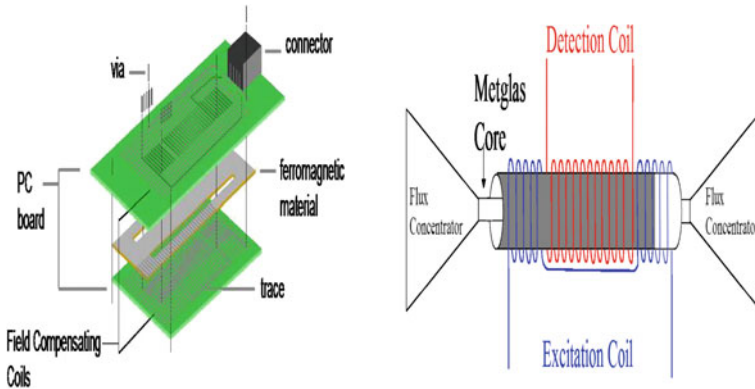 connector
via
ferromagnetic
material
PC
board
trace
Field Compensating
Coils
Detection Coil
Metglas
Core
Flux
Concentrator
Flux
Concentrator
Excitation Coil